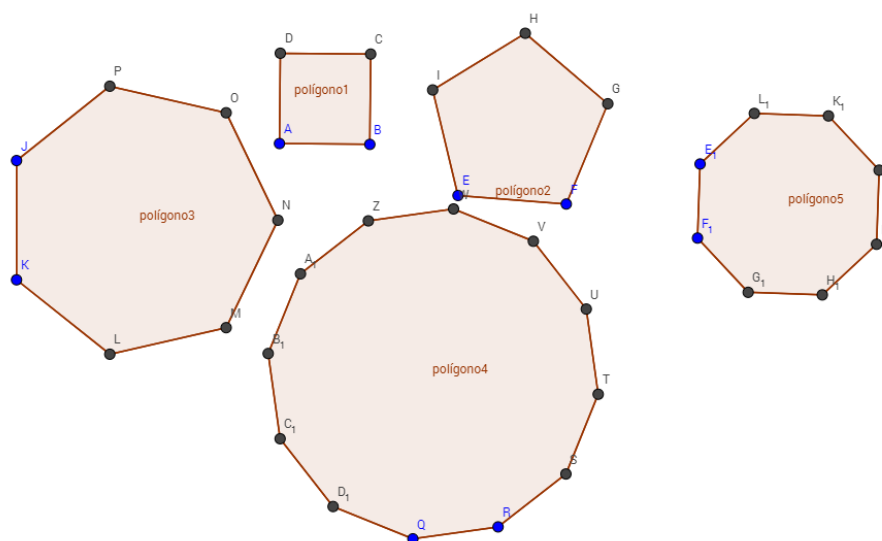 H
D
C
P
polígono1
I
G
O
L₁
K₁
A
B
J
E₁
E
F
polígono2
polígono5
Z
V
polígono3
N
F₁
K
A₁
G₁
H₁
U
M
B₁
L
polígono4
T
C₁
S
D₁
Q
R